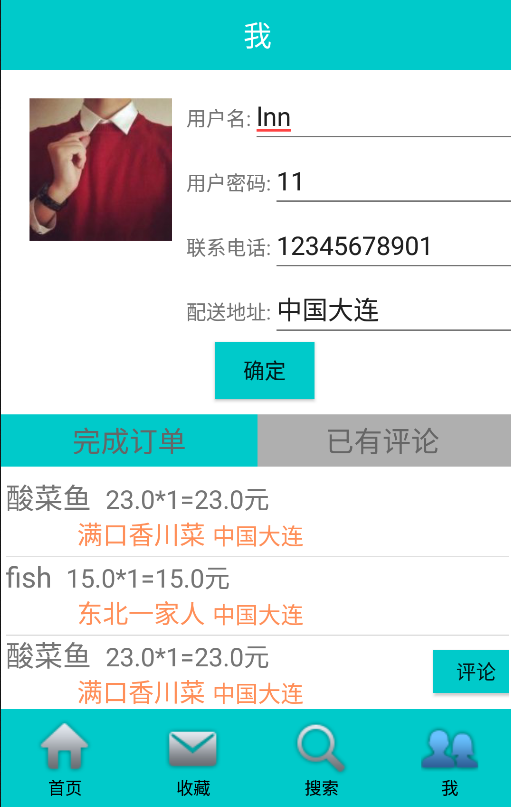 我
用户名: lnn
用户密码: 11
联系电话: 12345678901
配送地址: 中国大连
确定
完成订单 已有评论
酸菜鱼 23.0*1=23.0元
满口香川菜 中国大连
fish 15.0*1=15.0元
东北一家人 中国大连
酸菜鱼 23.0*1=23.0元
满口香川菜 中国大连
评论
首页 收藏 搜索 我